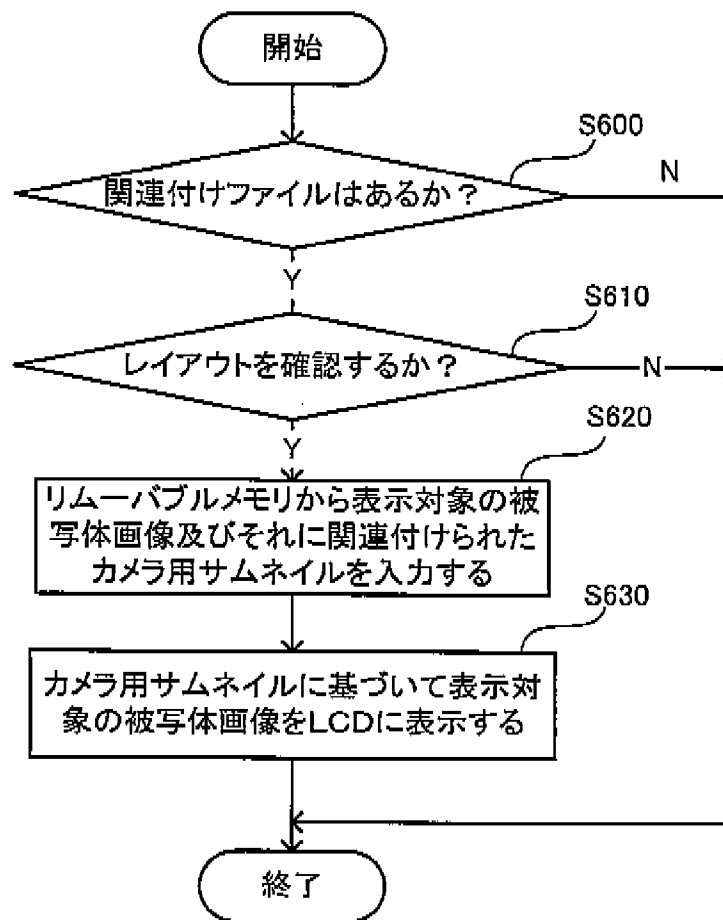 開始
S600
関連付けファイルはあるか？
N
Y
S610
レイアウトを確認するか？
N
Y
S620
リムーバブルメモリから表示対象の被
写体画像及びそれに関連付けられた
カメラ用サムネイルを入力する
S630
カメラ用サムネイルに基づいて表示対
象の被写体画像をLCDに表示する
終了